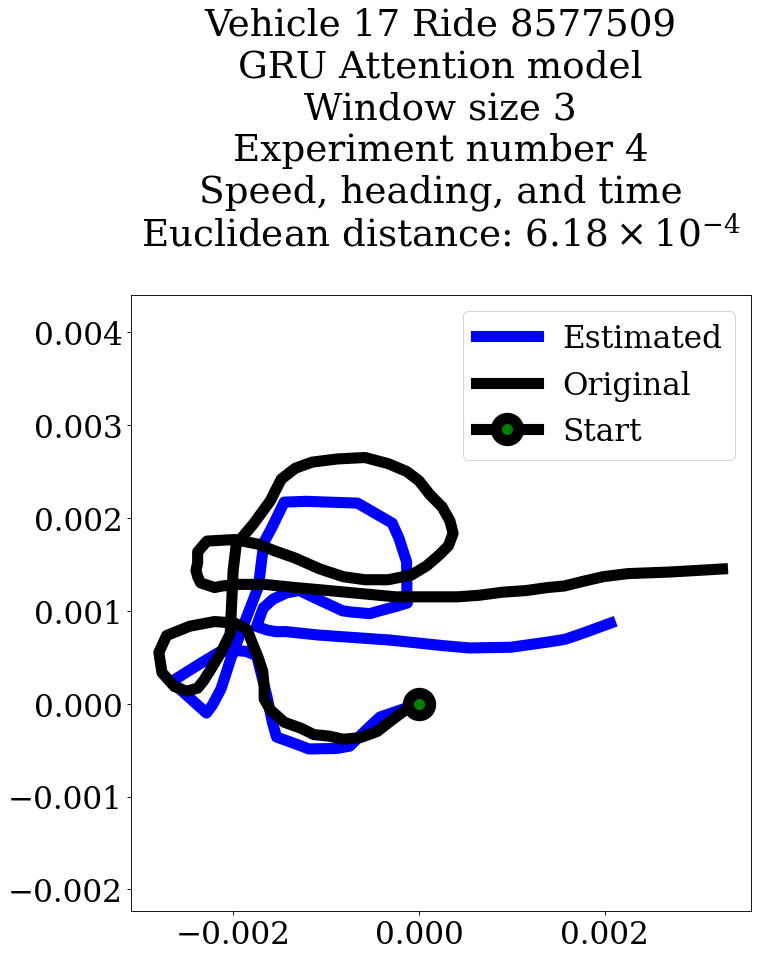 Vehicle 17 Ride 8577509
GRU Attention model
Window size 3
Experiment number 4
Speed, heading, and time
Euclidean distance: 6.18 × 10⁻⁴
Estimated
Original
Start
0.004
0.003
0.002
0.001
0.000
−0.001
−0.002
−0.002
0.000
0.002